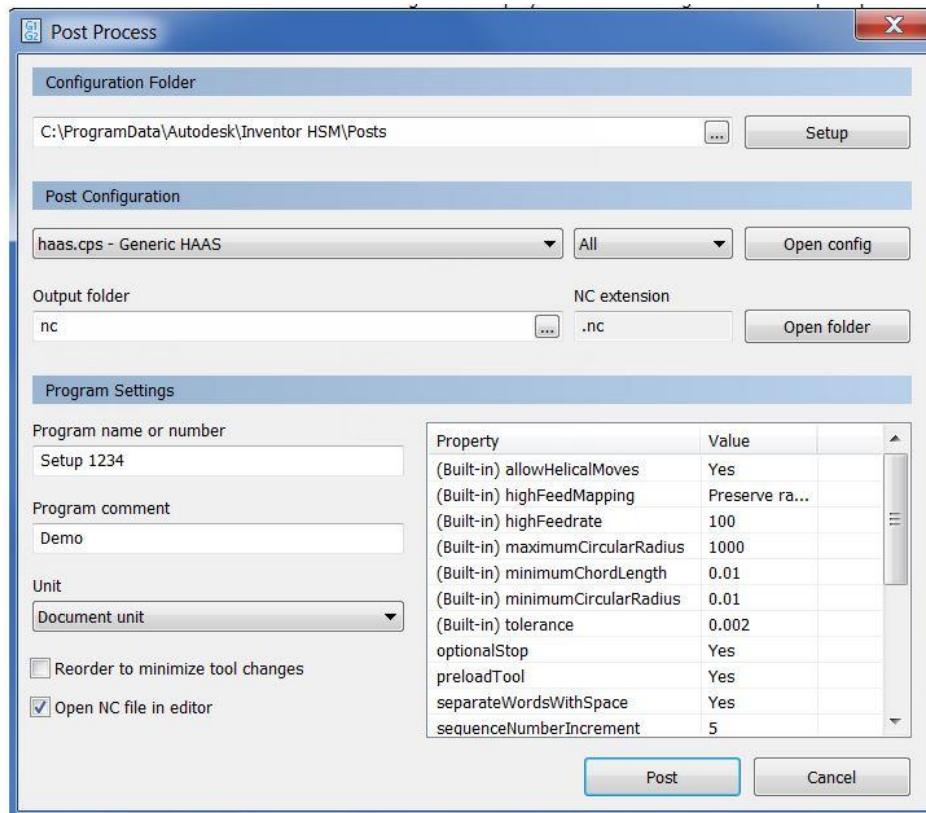 G1
G2
Post Process
Configuration Folder
C:\ProgramData\Autodesk\Inventor HSM\Posts
...
Setup
Post Configuration
haas.cps - Generic HAAS
All
Open config
Output folder
NC extension
nc
...
.nc
Open folder
Program Settings
Program name or number
Setup 1234
Program comment
Demo
Unit
Document unit
Reorder to minimize tool changes
Open NC file in editor
Property Value
(Built-in) allowHelicalMoves Yes
(Built-in) highFeedMapping Preserve ra...
(Built-in) highFeedrate 100
(Built-in) maximumCircularRadius 1000
(Built-in) minimumChordLength 0.01
(Built-in) minimumCircularRadius 0.01
(Built-in) tolerance 0.002
optionalStop Yes
preloadTool Yes
separateWordsWithSpace Yes
sequenceNumberIncrement 5
Post
Cancel